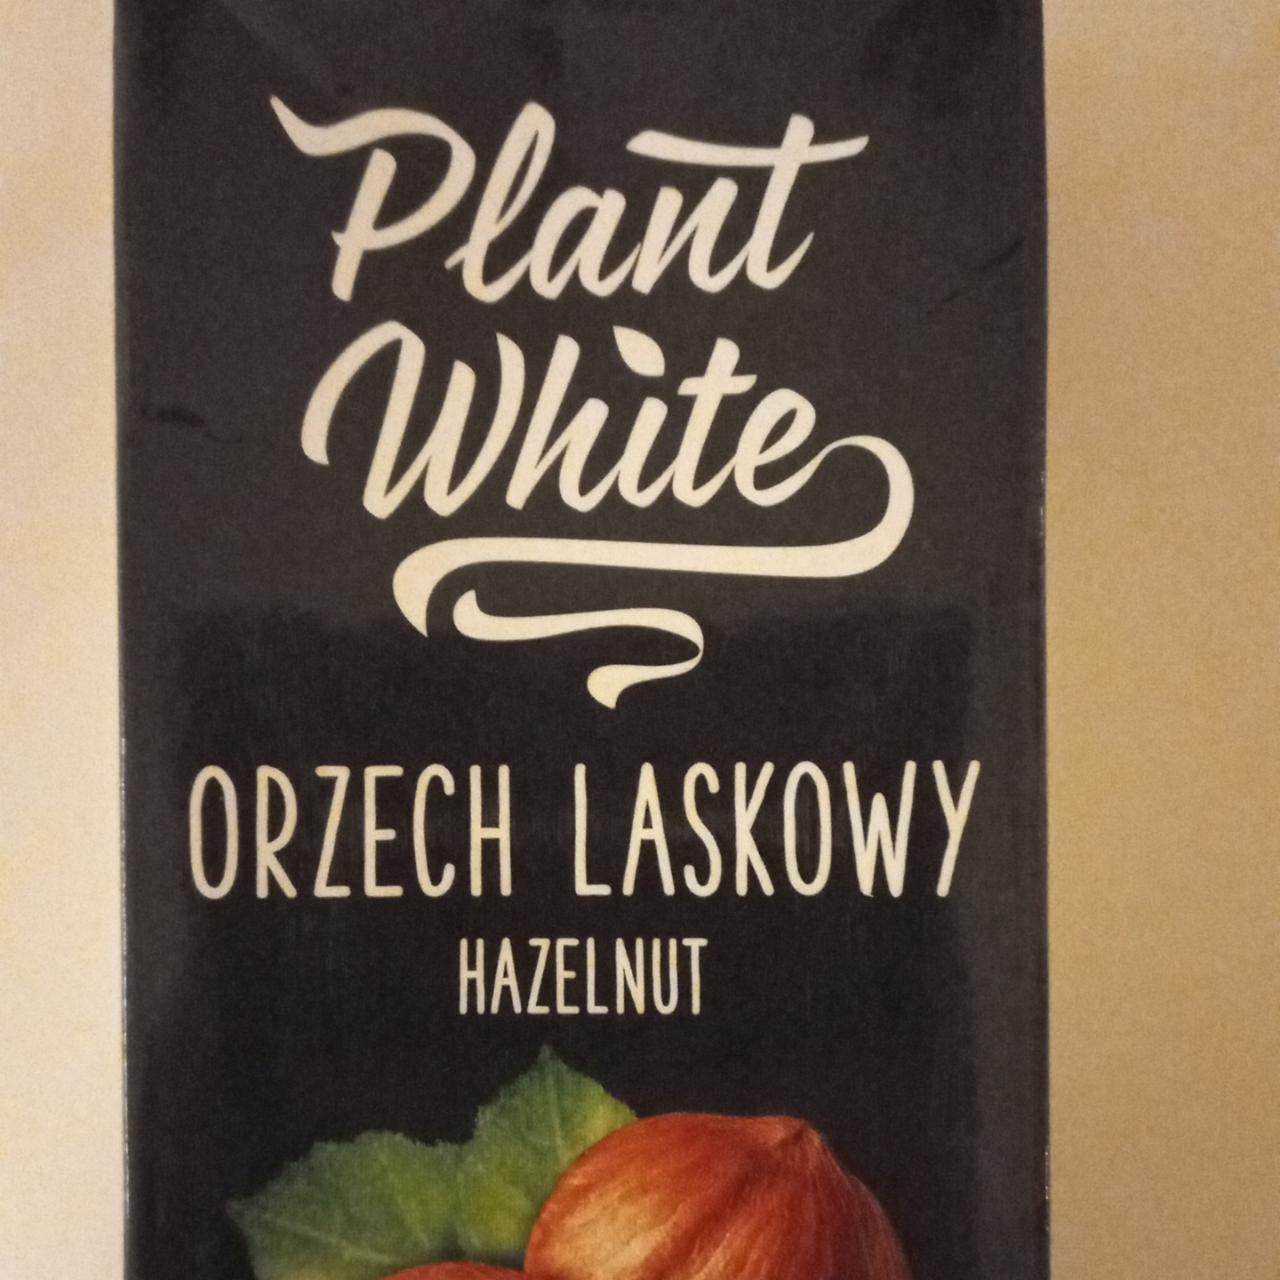 Plant
White
ORZECH LASKOWY
HAZELNUT